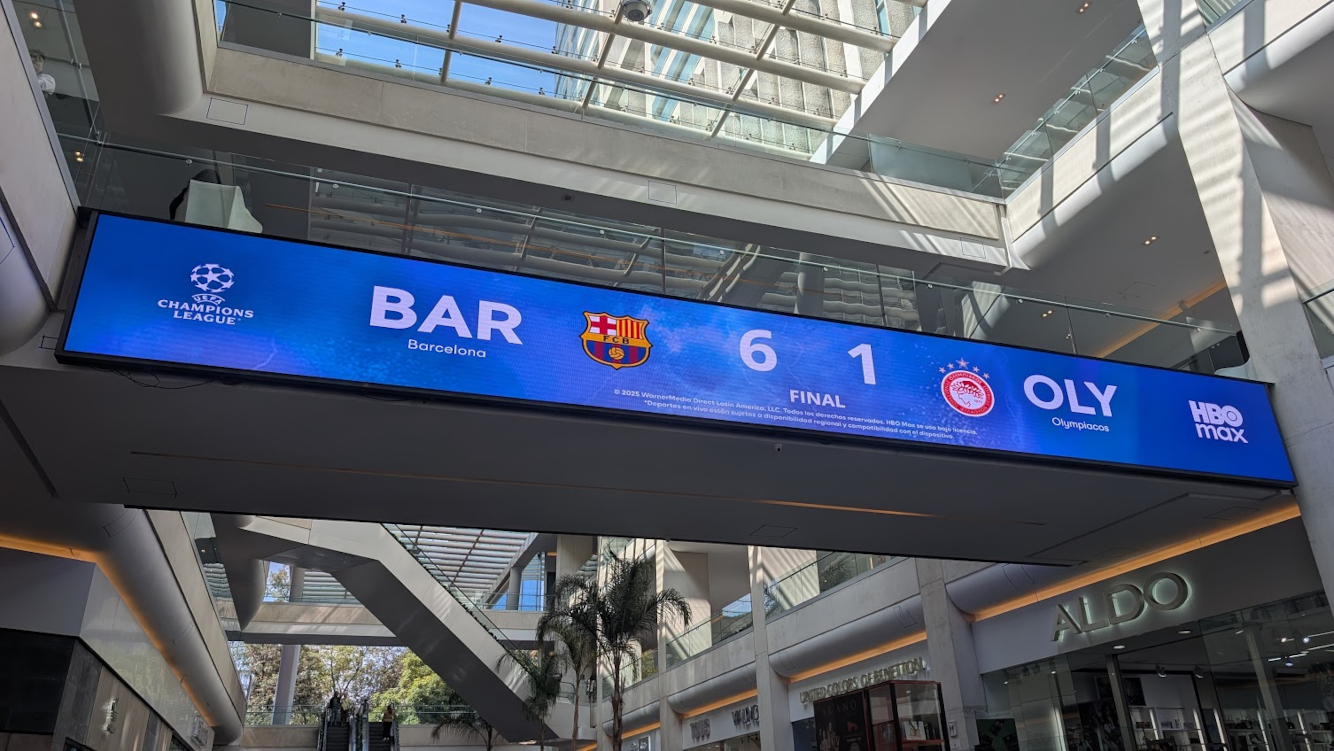 UEFA
CHAMPIONS
LEAGUE
BAR
Barcelona
FCB
6 1
FINAL
© 2025 WarnerMedia Direct Latin America, LLC. Todos los derechos reservados. HBO Max se usa bajo licencia.
*Deportes en vivo están sujetos a disponibilidad regional y compatibilidad con el dispositivo.
OLY
Olympiacos
HBO
max
ALDO
UNITED COLORS OF BENETTON
TOUS